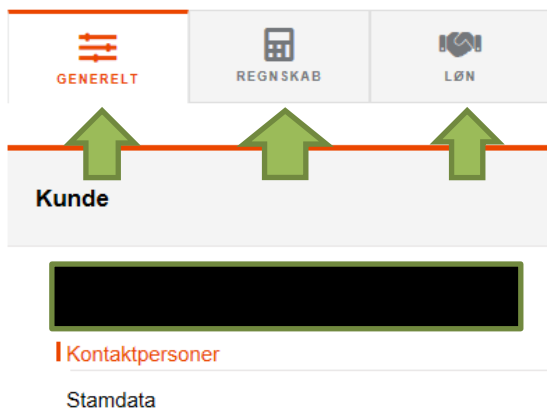 GENERELT
REGNSKAB
LØN
Kunde
Kontaktpersoner
Stamdata